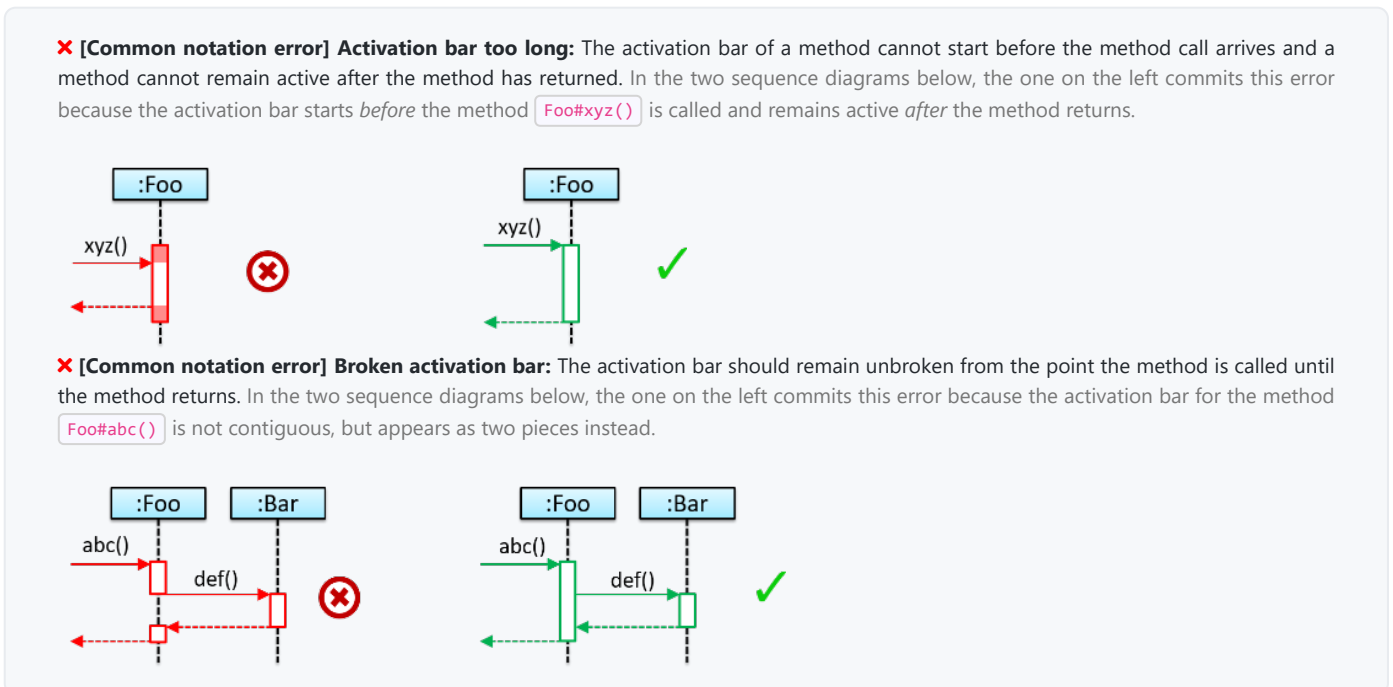 ✖ [Common notation error] Activation bar too long: The activation bar of a method cannot start before the method call arrives and a
method cannot remain active after the method has returned. In the two sequence diagrams below, the one on the left commits this error
because the activation bar starts before the method Foo#xyz() is called and remains active after the method returns.
:Foo :Foo
xyz() xyz()
✖ [Common notation error] Broken activation bar: The activation bar should remain unbroken from the point the method is called until
the method returns. In the two sequence diagrams below, the one on the left commits this error because the activation bar for the method
Foo#abc() is not contiguous, but appears as two pieces instead.
:Foo :Bar :Foo :Bar
abc() abc()
def() def()